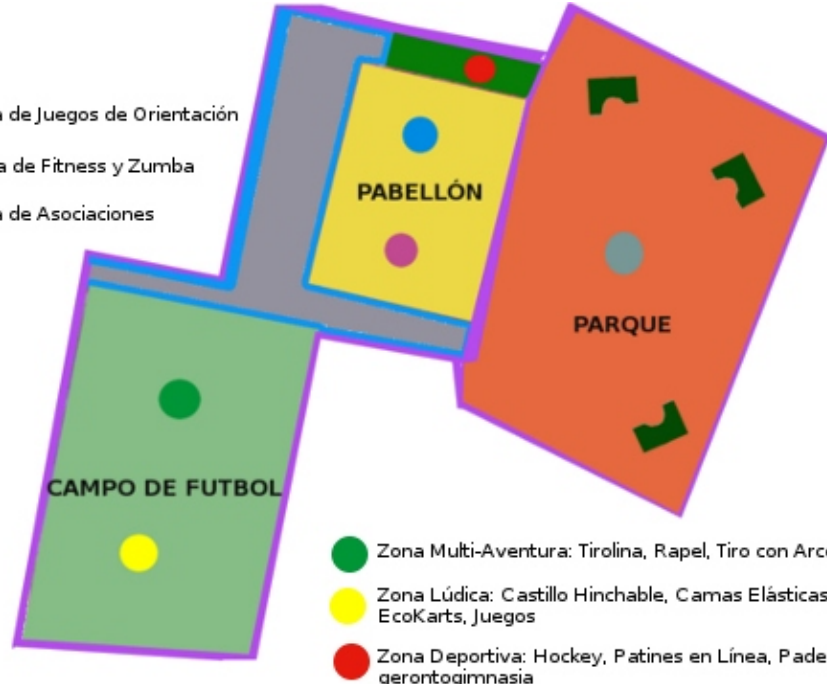 de Juegos de Orientación
de Fitness y Zumba
de Asociaciones
PABELLÓN
PARQUE
CAMPO DE FUTBOL
Zona Multi-Aventura: Tirolina, Rapel, Tiro con Arco
Zona Lúdica: Castillo Hinchable, Camas Elásticas
EcoKarts, Juegos
Zona Deportiva: Hockey, Patines en Línea, Pade
gerontogimnasia